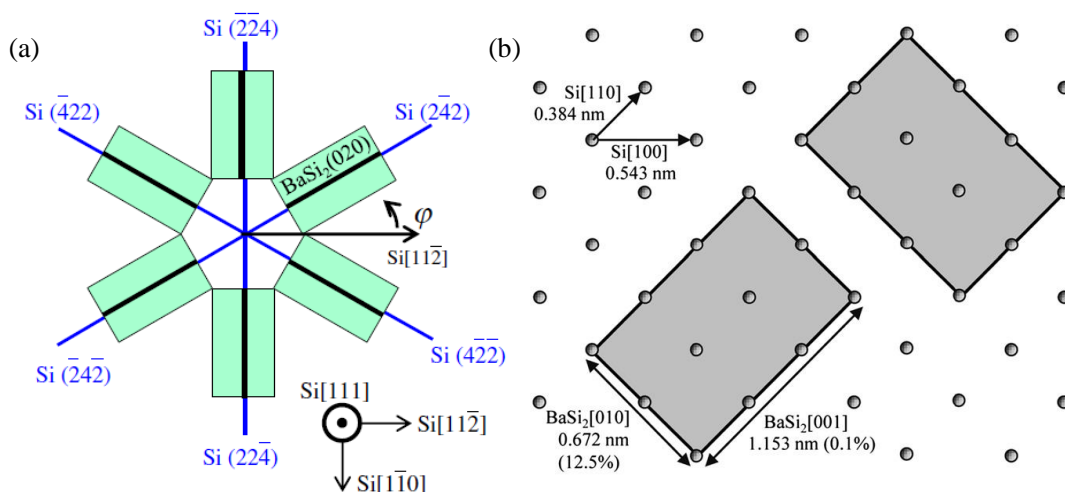 (a)
Si (2̄2̄4)
Si (4̄22)
Si (24̄2)
BaSi₂(020)
φ
Si[112̄]
Si (2̄42̄)
Si (42̄2̄)
Si[111]
Si[112̄]
Si (224̄)
Si[11̄0]
(b)
Si[110]
0.384 nm
Si[100]
0.543 nm
BaSi₂[010]
0.672 nm
(12.5%)
BaSi₂[001]
1.153 nm (0.1%)